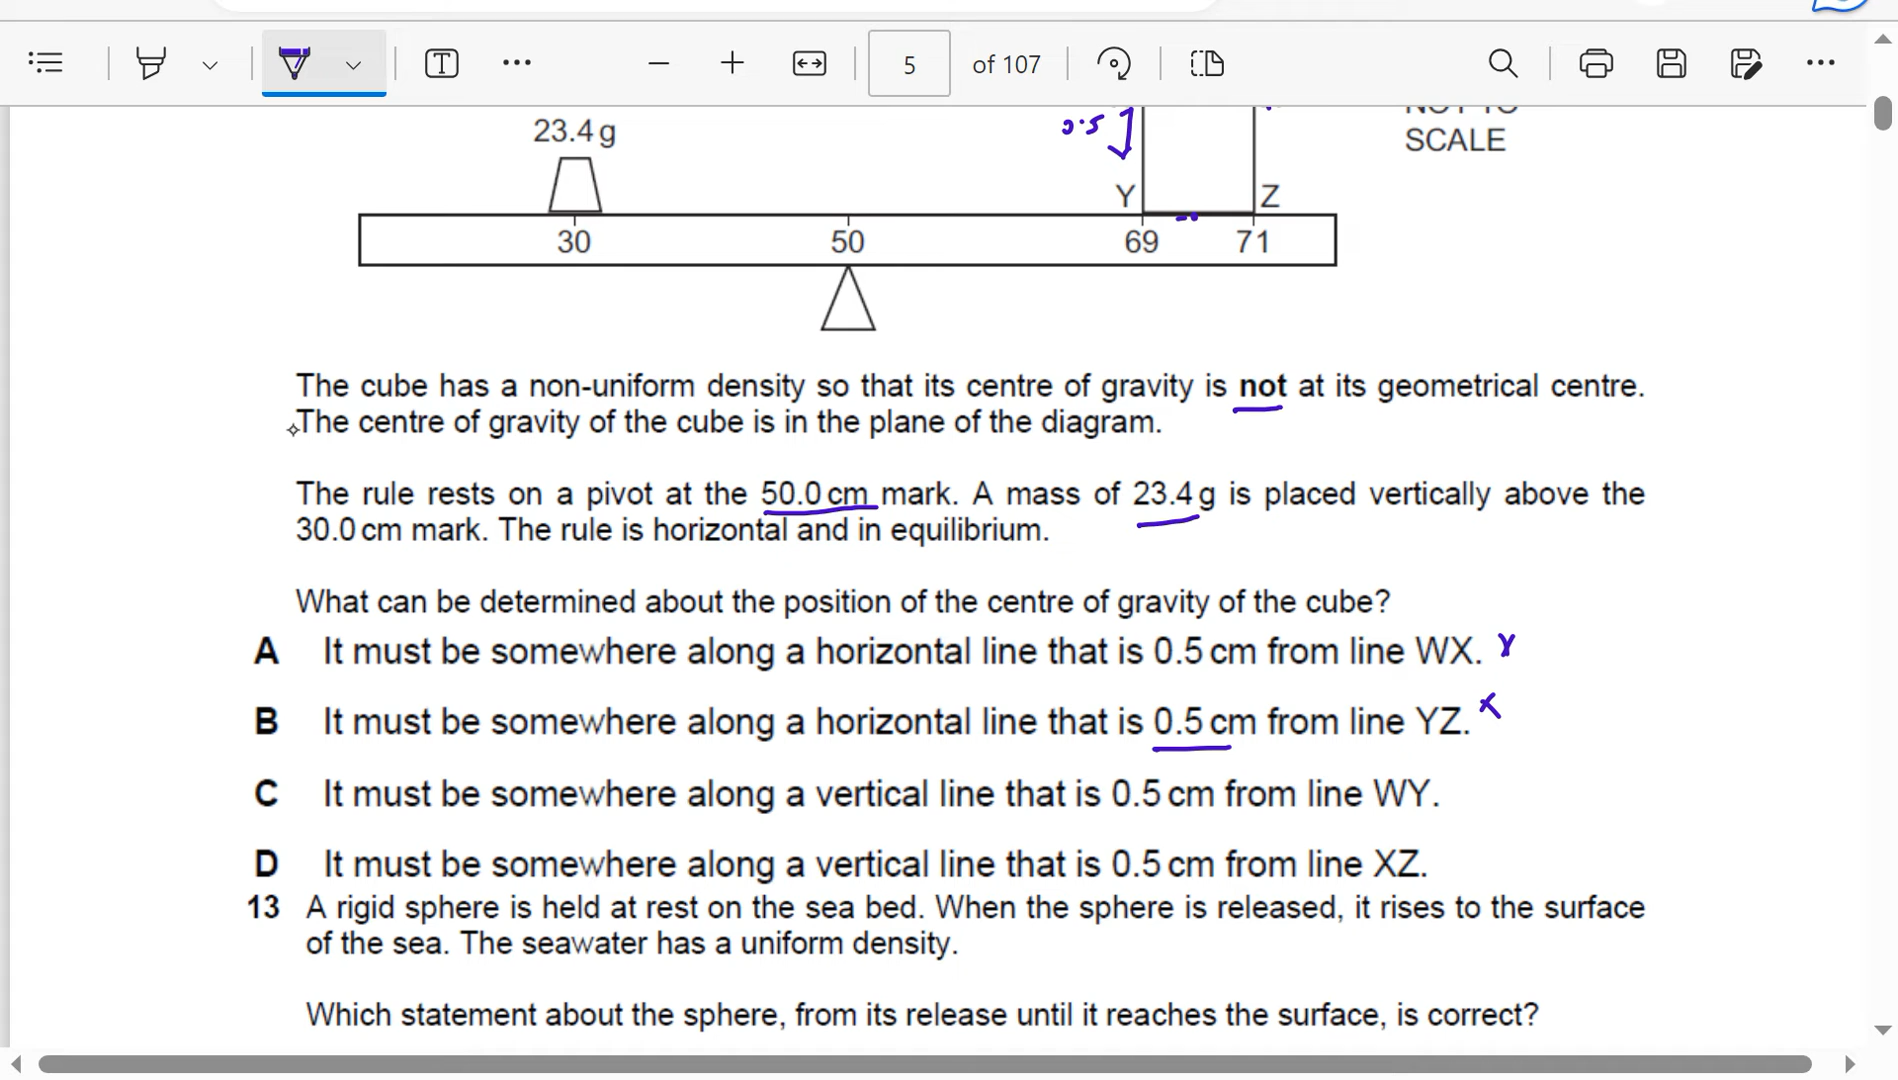 5 of 107
23.4 g
0.5
SCALE
Y Z
30 50 69 71
The cube has a non-uniform density so that its centre of gravity is not at its geometrical centre.
The centre of gravity of the cube is in the plane of the diagram.
The rule rests on a pivot at the 50.0 cm mark. A mass of 23.4 g is placed vertically above the
30.0 cm mark. The rule is horizontal and in equilibrium.
What can be determined about the position of the centre of gravity of the cube?
A It must be somewhere along a horizontal line that is 0.5 cm from line WX.
B It must be somewhere along a horizontal line that is 0.5 cm from line YZ.
C It must be somewhere along a vertical line that is 0.5 cm from line WY.
D It must be somewhere along a vertical line that is 0.5 cm from line XZ.
13 A rigid sphere is held at rest on the sea bed. When the sphere is released, it rises to the surface
of the sea. The seawater has a uniform density.
Which statement about the sphere, from its release until it reaches the surface, is correct?